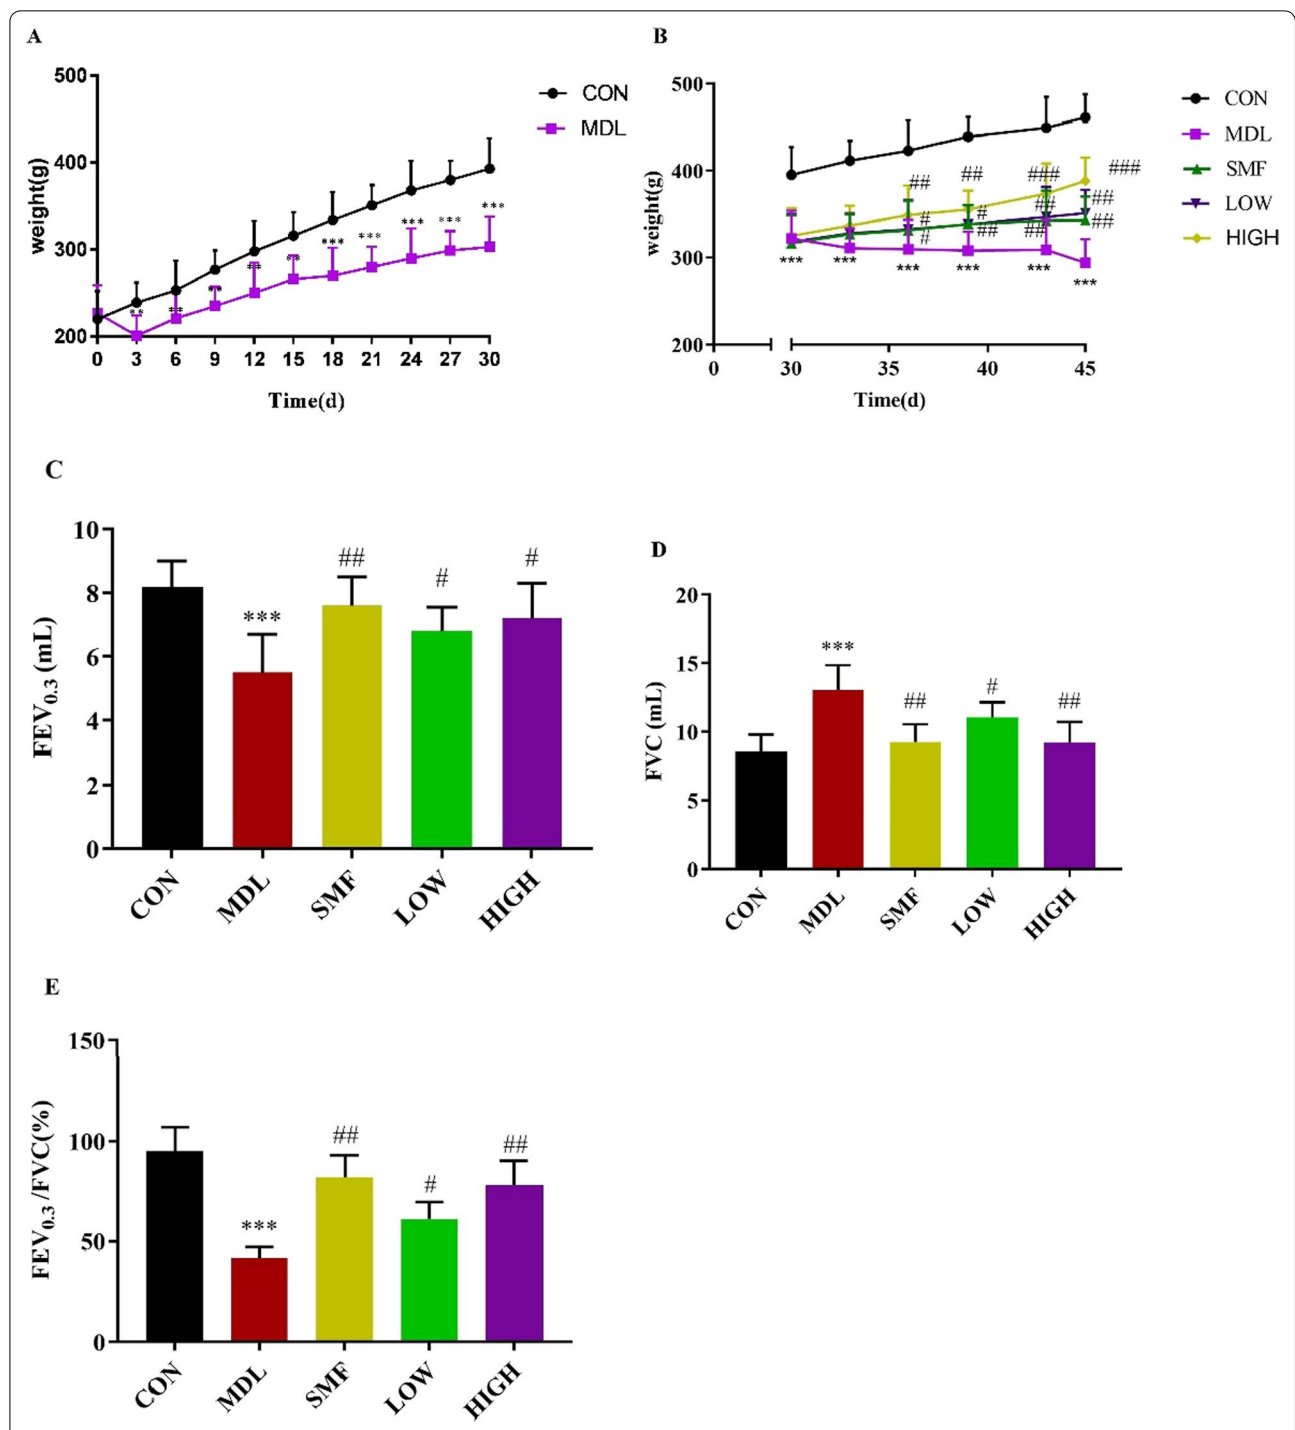 A
500
400
300
200
weight(g)
0 3 6 9 12 15 18 21 24 27 30
Time(d)
CON
MDL
** ** ** ** ** *** *** *** *** ***
B
500
400
300
200
weight(g)
0 30 35 40 45
Time(d)
CON
MDL
SMF
LOW
HIGH
## ## ### ###
# # ## ##
# ## ## ##
*** *** *** *** *** ***
C
10
8
6
4
2
0
FEV0.3 (mL)
*** ## # #
CON MDL SMF LOW HIGH
D
20
15
10
5
0
FVC (mL)
*** ## # ##
CON MDL SMF LOW HIGH
E
150
100
50
0
FEV0.3 /FVC(%)
*** ## # ##
CON MDL SMF LOW HIGH